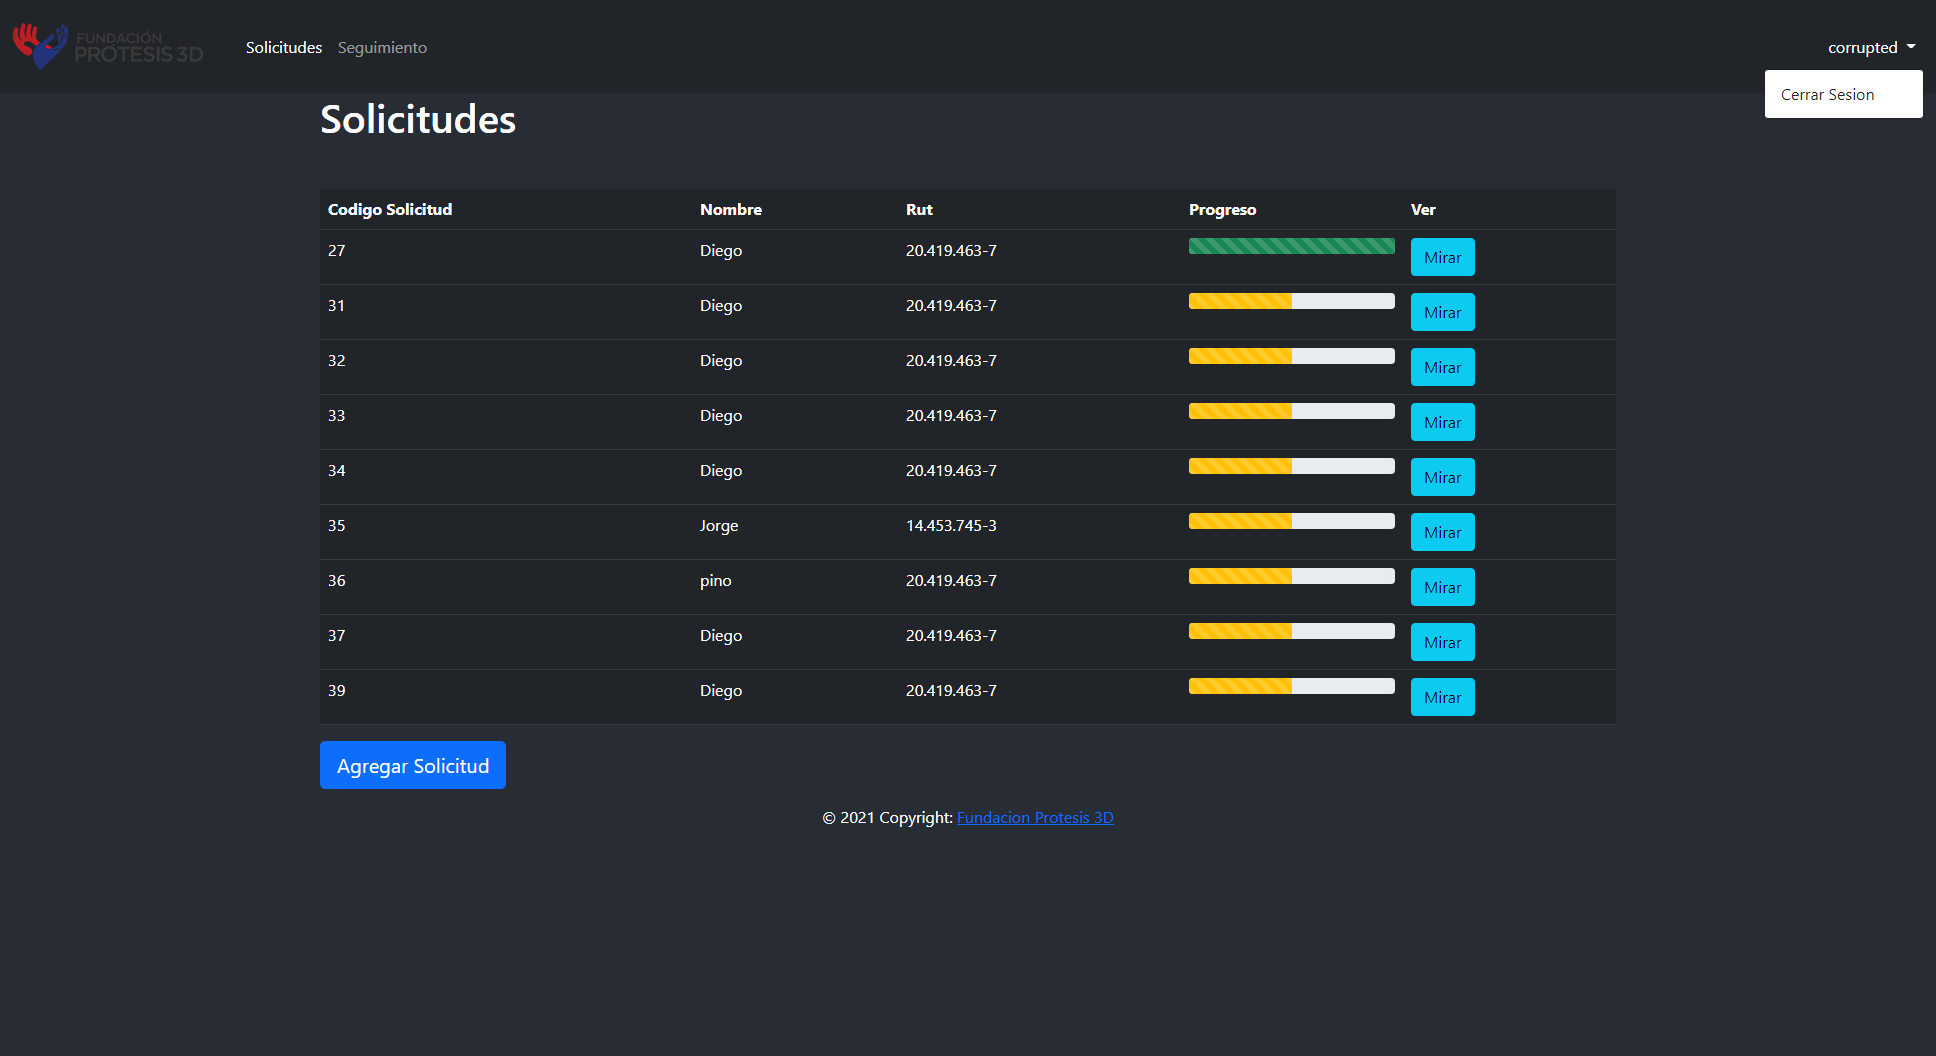 FUNDACIÓN
PRÓTESIS 3D
Solicitudes Seguimiento
corrupted
Cerrar Sesion
Solicitudes
Codigo Solicitud Nombre Rut Progreso Ver
27 Diego 20.419.463-7 Mirar
31 Diego 20.419.463-7 Mirar
32 Diego 20.419.463-7 Mirar
33 Diego 20.419.463-7 Mirar
34 Diego 20.419.463-7 Mirar
35 Jorge 14.453.745-3 Mirar
36 pino 20.419.463-7 Mirar
37 Diego 20.419.463-7 Mirar
39 Diego 20.419.463-7 Mirar
Agregar Solicitud
© 2021 Copyright: Fundacion Protesis 3D